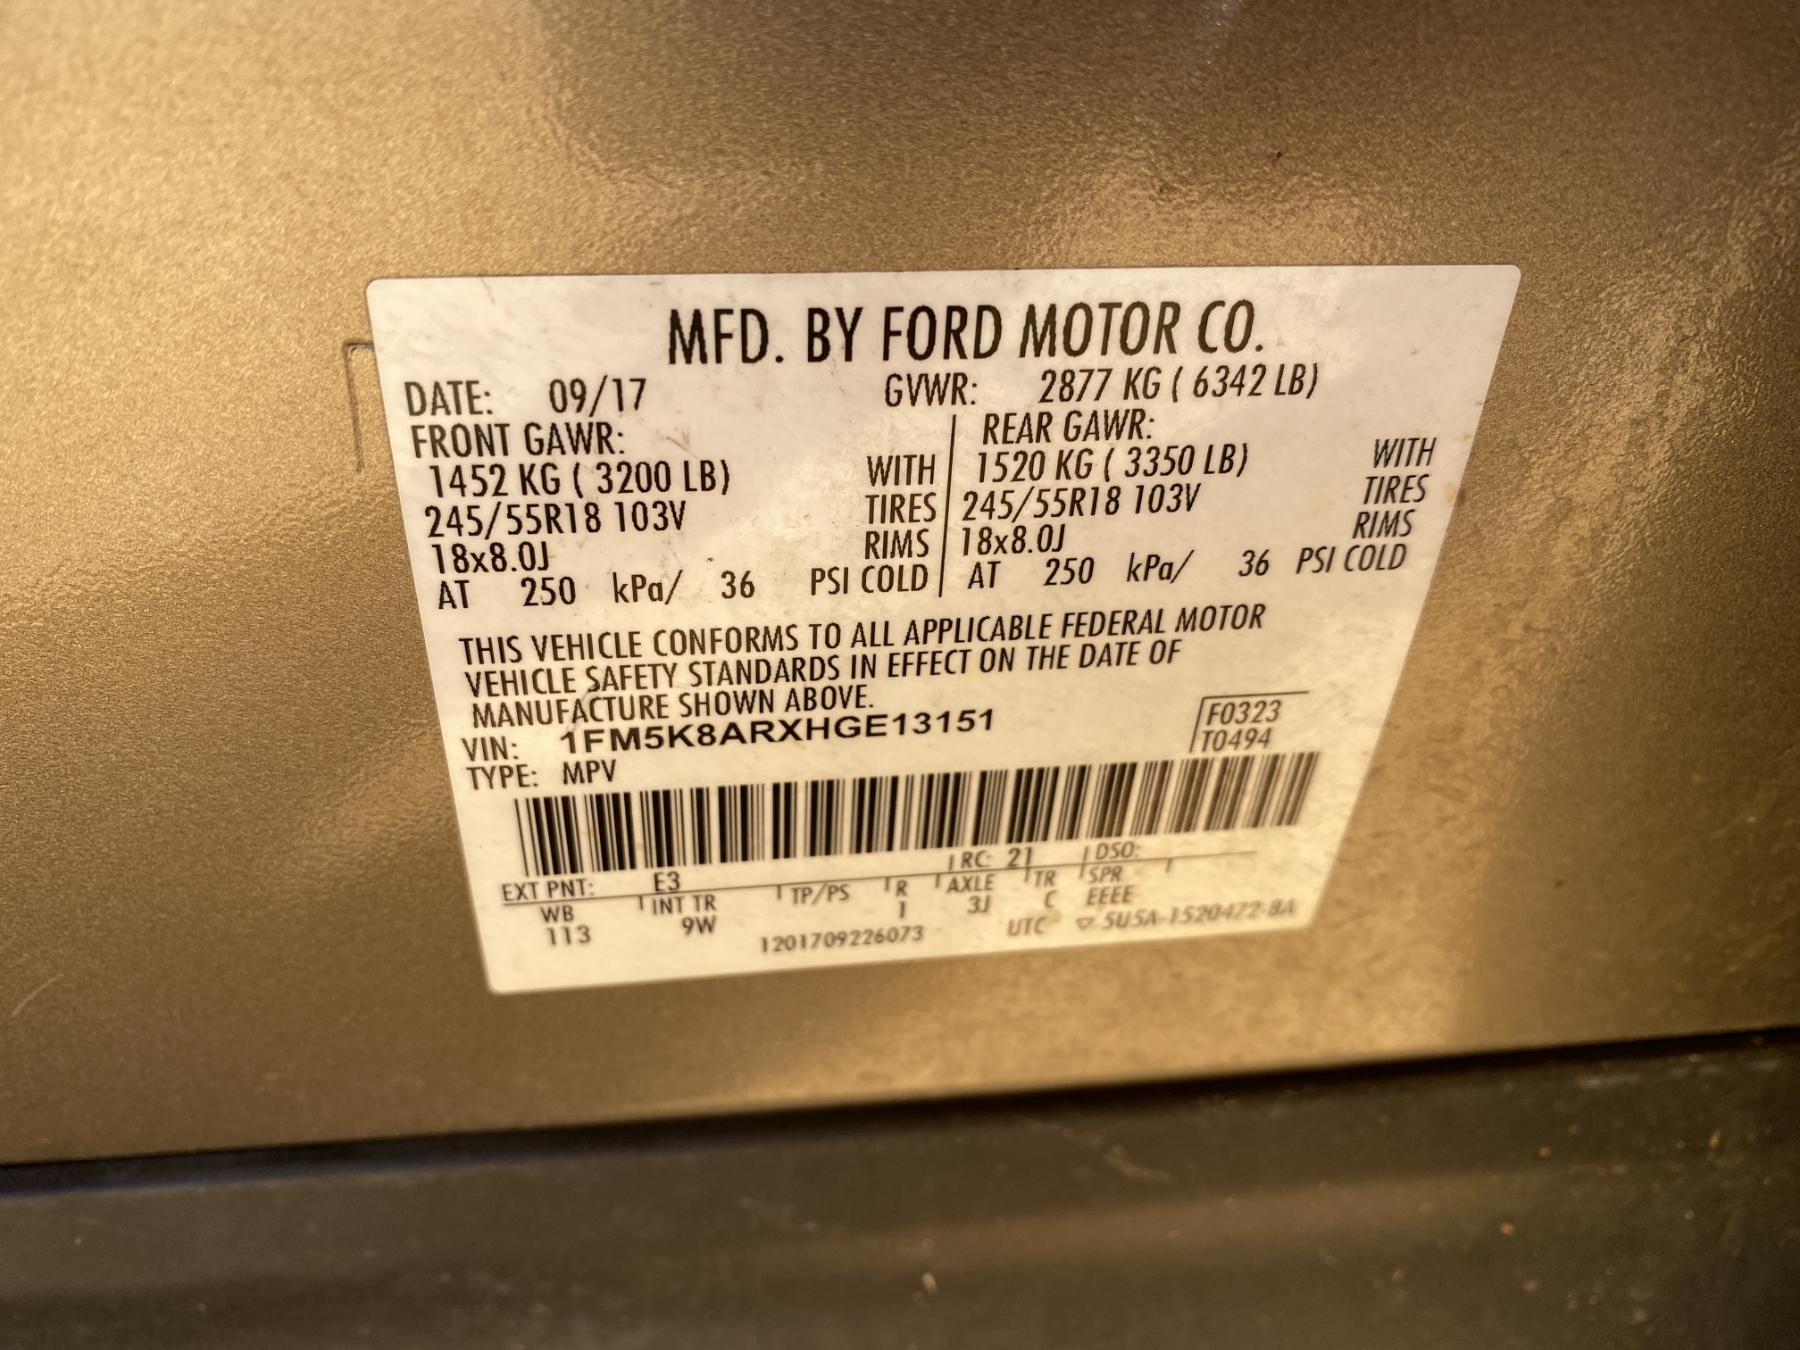 MFD. BY FORD MOTOR CO.
DATE: 09/17 GVWR: 2877 KG ( 6342 LB)
FRONT GAWR: REAR GAWR:
1452 KG ( 3200 LB) WITH 1520 KG ( 3350 LB) WITH
245/55R18 103V TIRES 245/55R18 103V TIRES
18x8.0J RIMS 18x8.0J RIMS
AT 250 kPa/ 36 PSI COLD AT 250 kPa/ 36 PSI COLD
THIS VEHICLE CONFORMS TO ALL APPLICABLE FEDERAL MOTOR
VEHICLE SAFETY STANDARDS IN EFFECT ON THE DATE OF
MANUFACTURE SHOWN ABOVE.
VIN: 1FM5K8ARXHGE13151 F0323
TYPE: MPV T0494
EXT PNT: E3 RC: 21 DSO:
WB INT TR TP/PS R AXLE TR SPR
113 9W 1 3J C EEEE
1201709226073 UTC ▽ 5U5A-1520472-BA